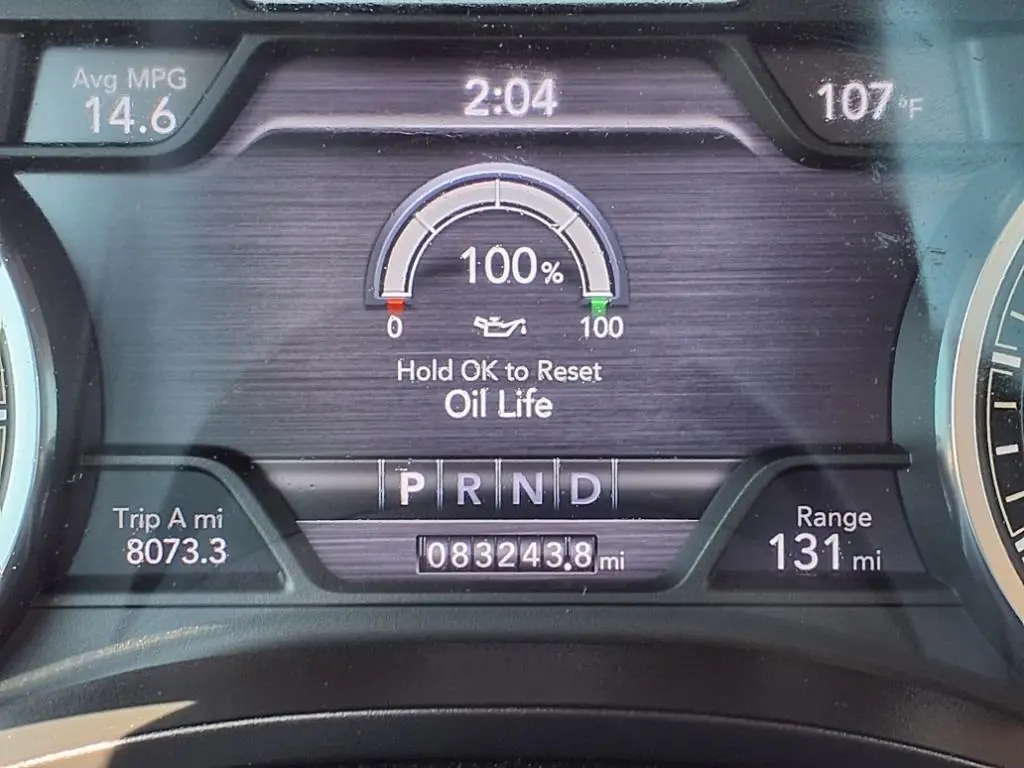 Avg MPG
14.6
2:04
107°F
100%
0
100
Hold OK to Reset
Oil Life
P R N D
Trip A mi
8073.3
083243.8 mi
Range
131 mi